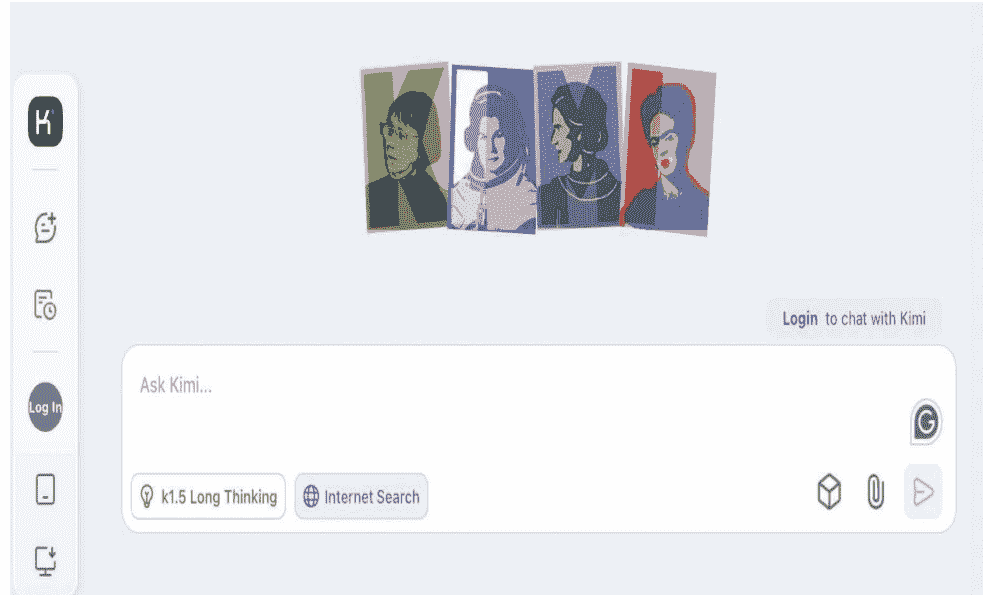 K
Log In
Login to chat with Kimi
Ask Kimi...
k1.5 Long Thinking
Internet Search
G